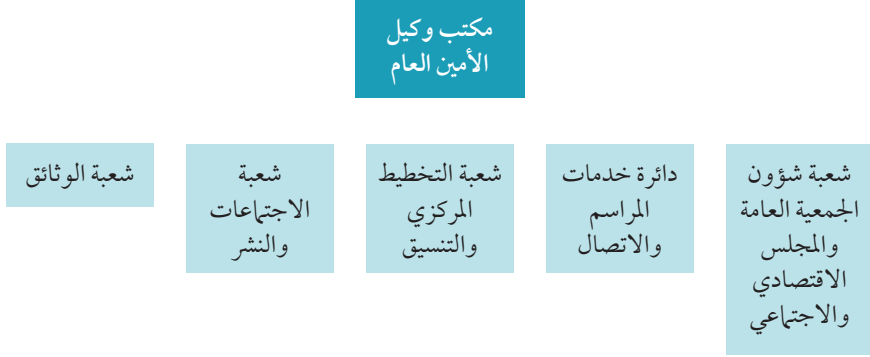 مكتب وكيل
الأمين العام
شعبة شؤون
الجمعية العامة
والمجلس
الاقتصادي
والاجتماعي
دائرة خدمات
المراسم
والاتصال
شعبة التخطيط
المركزي
والتنسيق
شعبة
الاجتماعات
والنشر
شعبة الوثائق